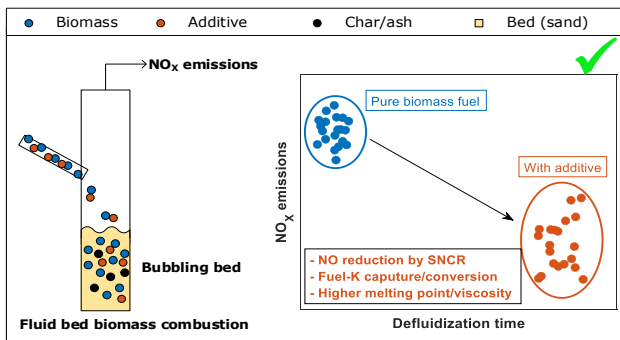 Biomass
Additive
Char/ash
Bed (sand)
NOX emissions
Bubbling bed
Fluid bed biomass combustion
NOX emissions
Pure biomass fuel
With additive
- NO reduction by SNCR
- Fuel-K caputure/conversion
- Higher melting point/viscosity
Defluidization time